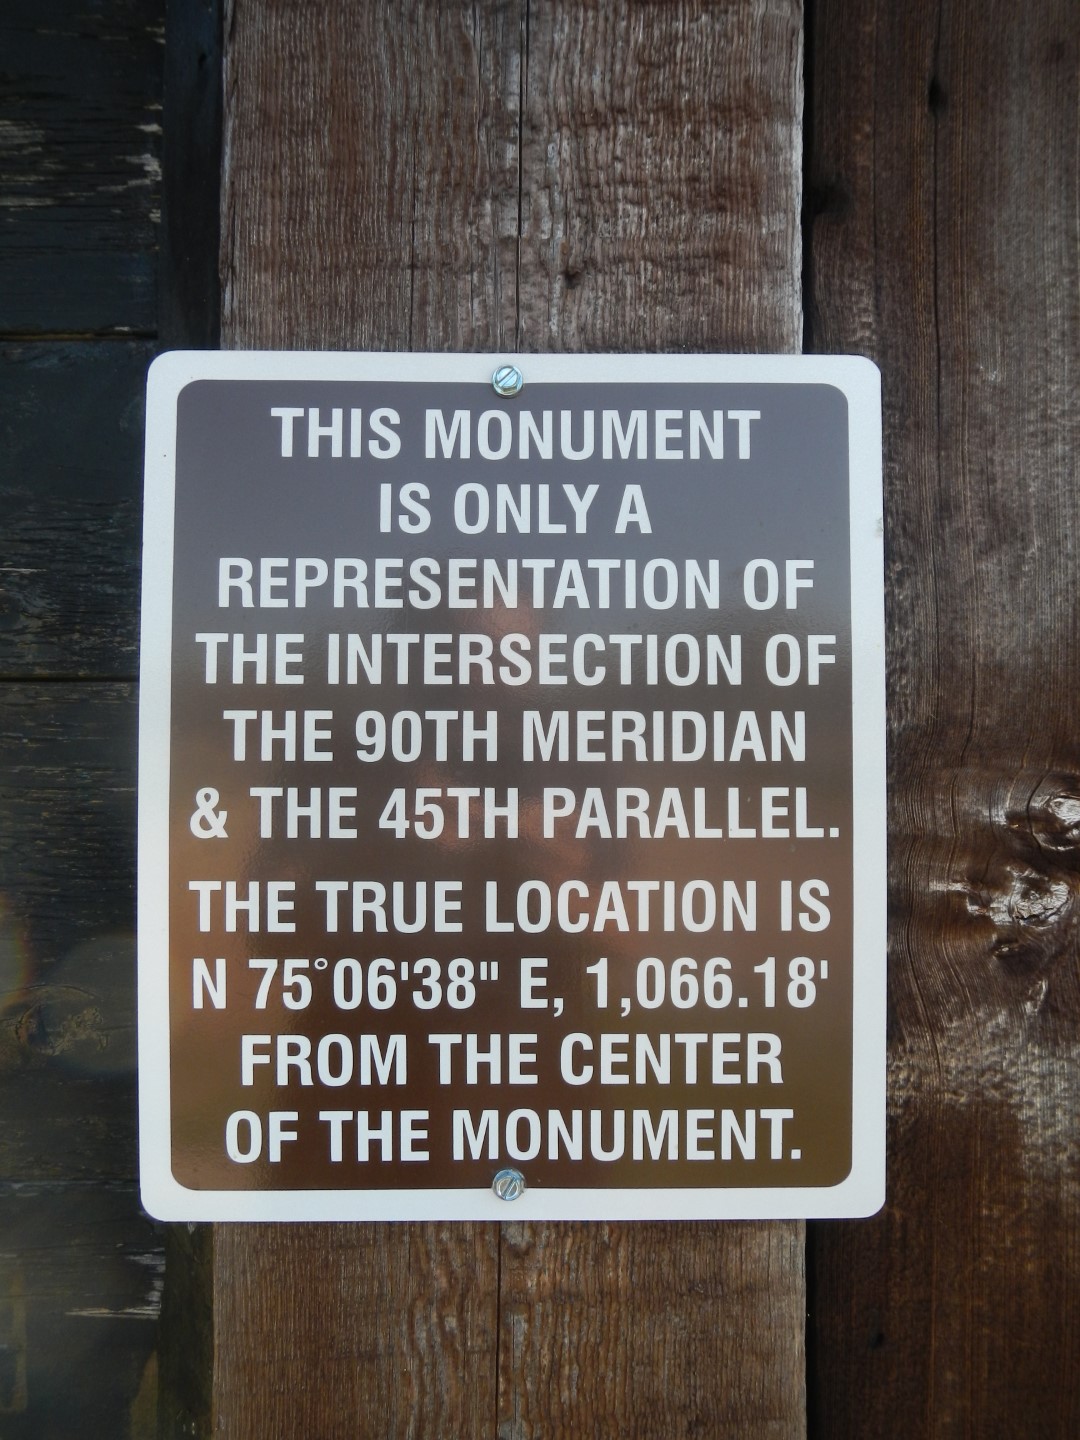 THIS MONUMENT
IS ONLY A
REPRESENTATION OF
THE INTERSECTION OF
THE 90TH MERIDIAN
& THE 45TH PARALLEL.
THE TRUE LOCATION IS
N 75°06'38" E, 1,066.18'
FROM THE CENTER
OF THE MONUMENT.